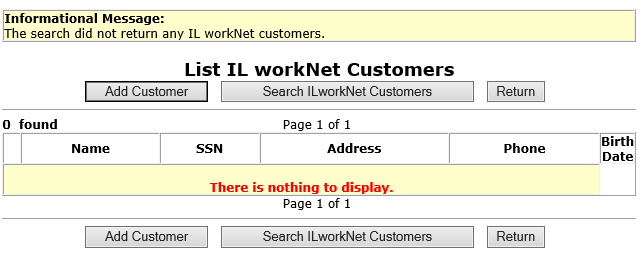 Informational Message:
The search did not return any IL workNet customers.
List IL workNet Customers
Add Customer Search ILworkNet Customers Return
0 found Page 1 of 1
Name SSN Address Phone Birth Date
There is nothing to display.
Page 1 of 1
Add Customer Search ILworkNet Customers Return